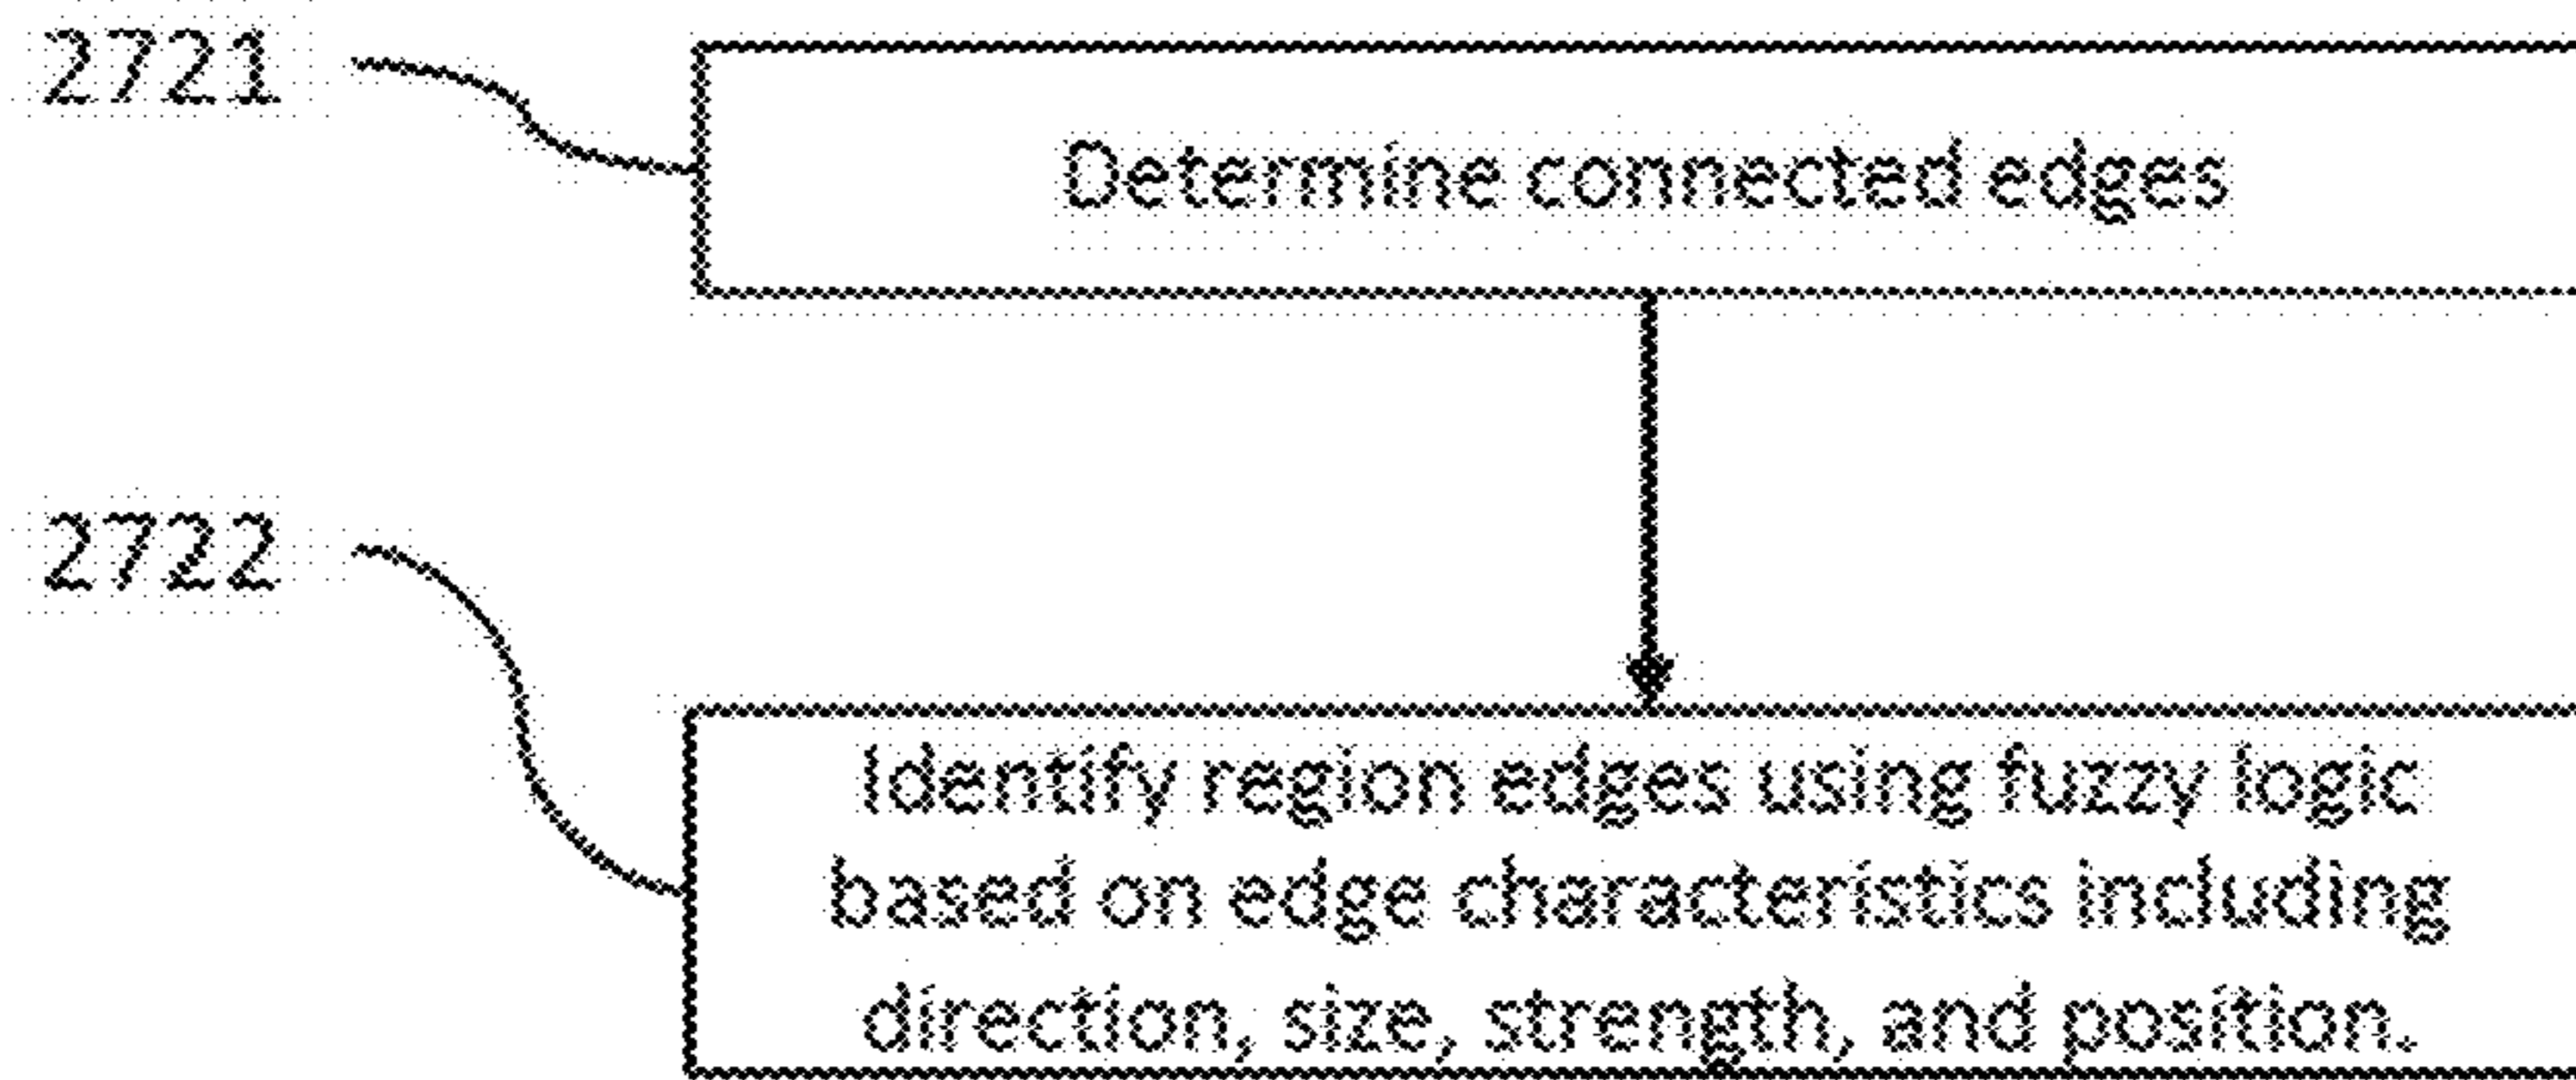 2721
Determine connected edges
2722
Identify region edges using fuzzy logic
based on edge characteristics including
direction, size, strength, and position.